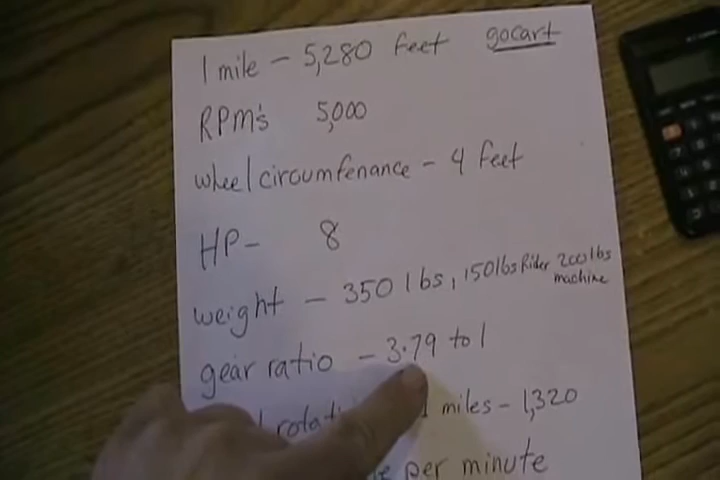 1 mile - 5,280 feet gocart
RPM's 5,000
wheel circumfenance - 4 feet
HP- 8
weight - 350 lbs, 150lbs Rider 200lbs machine
gear ratio - 3.79 to 1
miles - 1,320
per minute